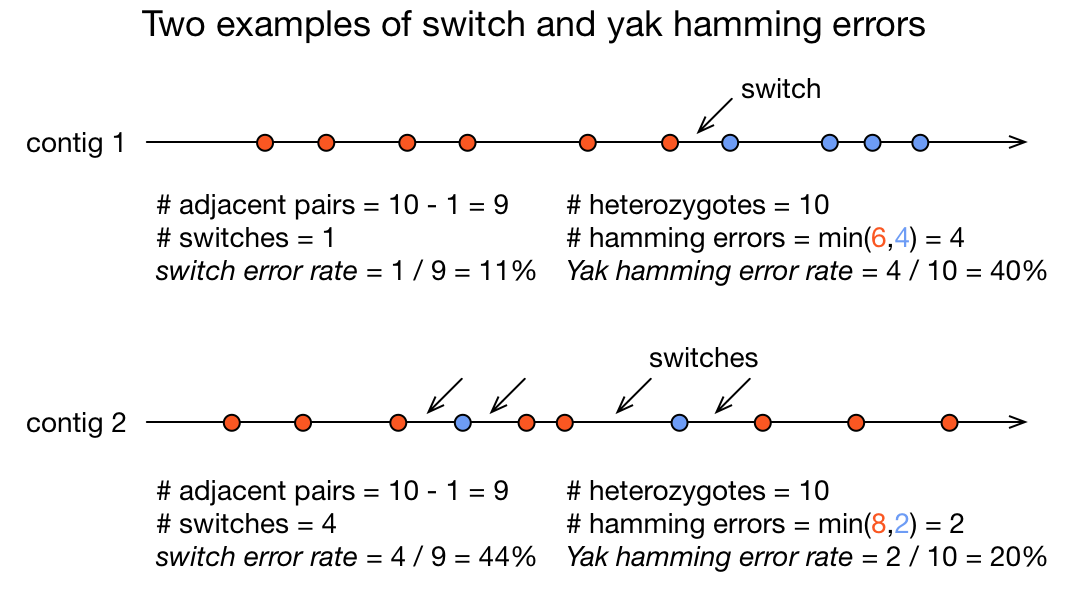 Two examples of switch and yak hamming errors
switch
contig 1
# adjacent pairs = 10 - 1 = 9
# heterozygotes = 10
# switches = 1
# hamming errors = min(6,4) = 4
switch error rate = 1 / 9 = 11%
Yak hamming error rate = 4 / 10 = 40%
switches
contig 2
# adjacent pairs = 10 - 1 = 9
# heterozygotes = 10
# switches = 4
# hamming errors = min(8,2) = 2
switch error rate = 4 / 9 = 44%
Yak hamming error rate = 2 / 10 = 20%